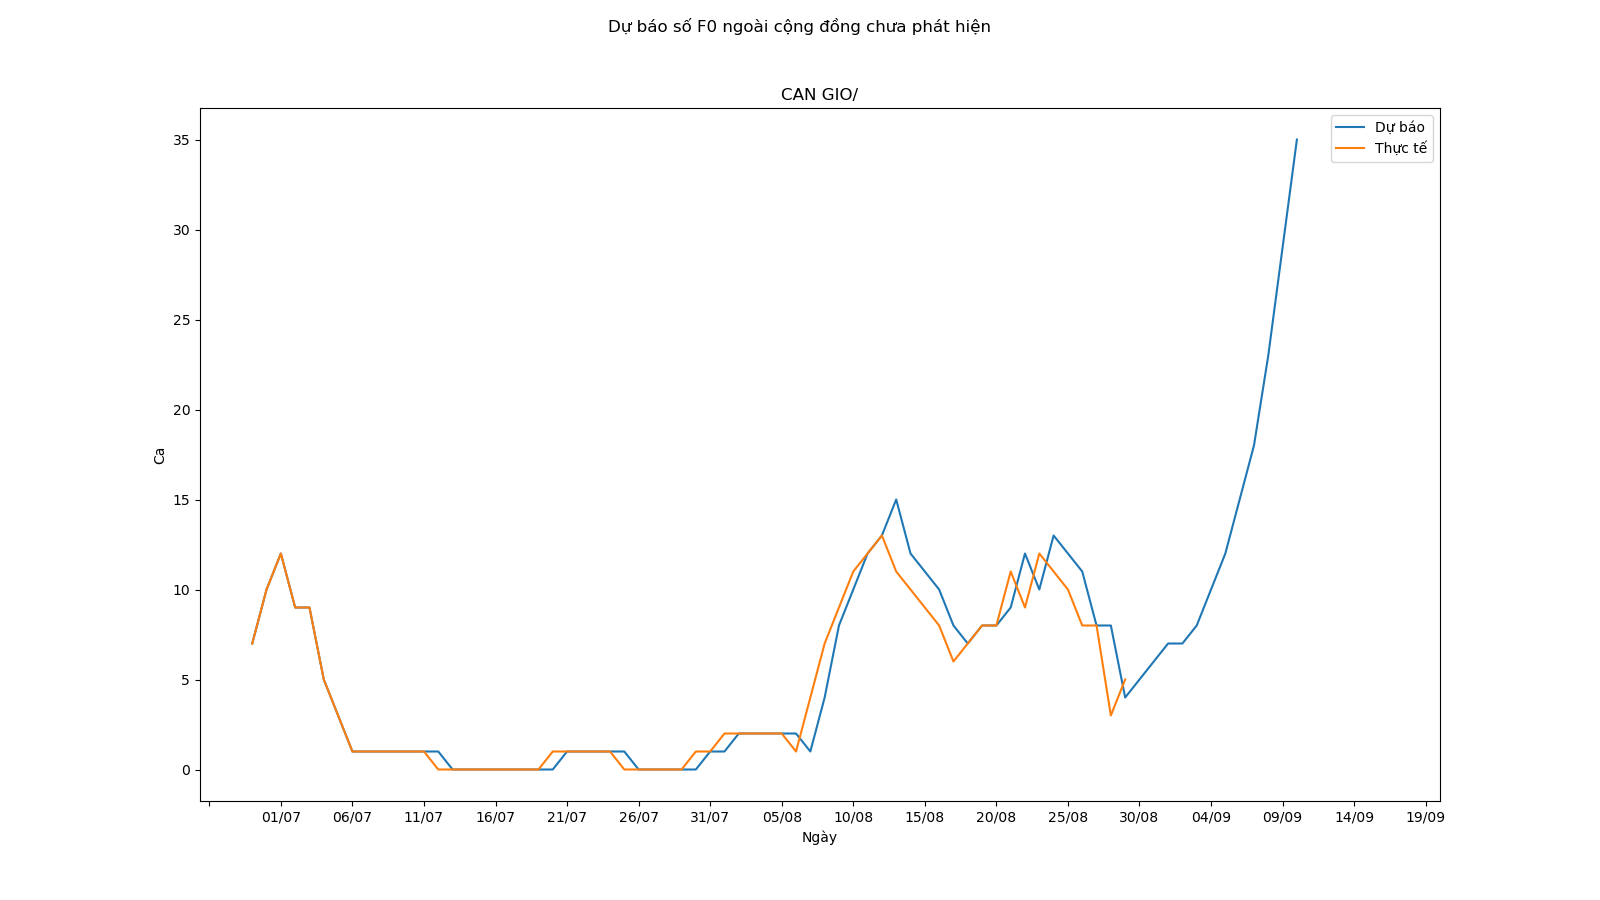 Dự báo số F0 ngoài cộng đồng chưa phát hiện
CAN GIO/
Dự báo
Thực tế
35
30
25
20
15
10
5
0
Ca
01/07 06/07 11/07 16/07 21/07 26/07 31/07 05/08 10/08 15/08 20/08 25/08 30/08 04/09 09/09 14/09 19/09
Ngày